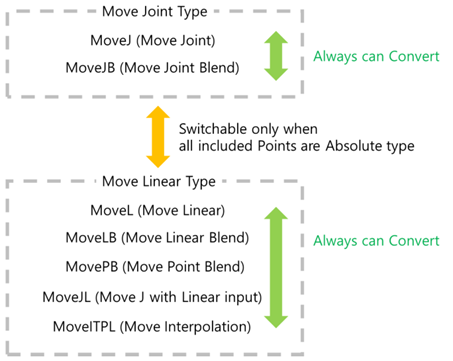 Move Joint Type
MoveJ (Move Joint)
MoveJB (Move Joint Blend)
Always can Convert
Switchable only when
all included Points are Absolute type
Move Linear Type
MoveL (Move Linear)
MoveLB (Move Linear Blend)
MovePB (Move Point Blend)
MoveJL (Move J with Linear input)
MoveITPL (Move Interpolation)
Always can Convert